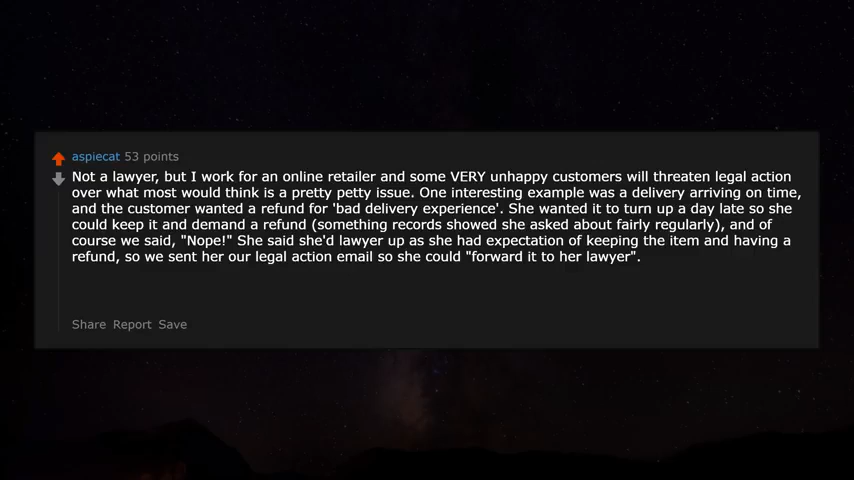 aspiecat 53 points
Not a lawyer, but I work for an online retailer and some VERY unhappy customers will threaten legal action
over what most would think is a pretty petty issue. One interesting example was a delivery arriving on time,
and the customer wanted a refund for 'bad delivery experience'. She wanted it to turn up a day late so she
could keep it and demand a refund (something records showed she asked about fairly regularly), and of
course we said, "Nope!" She said she'd lawyer up as she had expectation of keeping the item and having a
refund, so we sent her our legal action email so she could "forward it to her lawyer".
Share Report Save